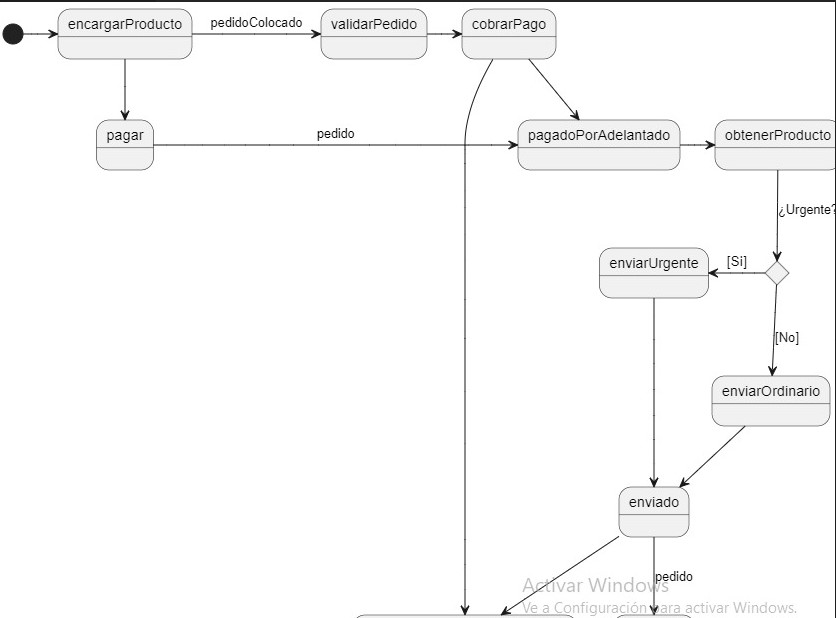 encargarProducto
pedidoColocado
validarPedido
cobrarPago
pagar
pedido
pagadoPorAdelantado
obtenerProducto
¿Urgente?
enviarUrgente
[Si]
[No]
enviarOrdinario
enviado
pedido
Activar Windows
Ve a Configuración para activar Windows.